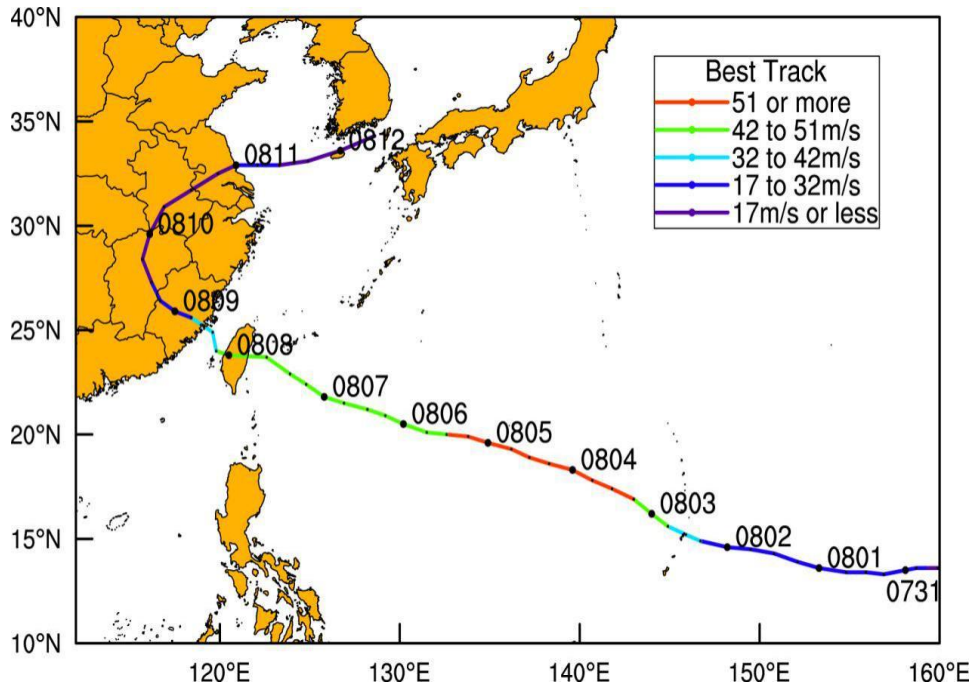 40°N
35°N
30°N
25°N
20°N
15°N
10°N
120°E
130°E
140°E
150°E
160°E
Best Track
51 or more
42 to 51m/s
32 to 42m/s
17 to 32m/s
17m/s or less
0812
0811
0810
0809
0808
0807
0806
0805
0804
0803
0802
0801
0731